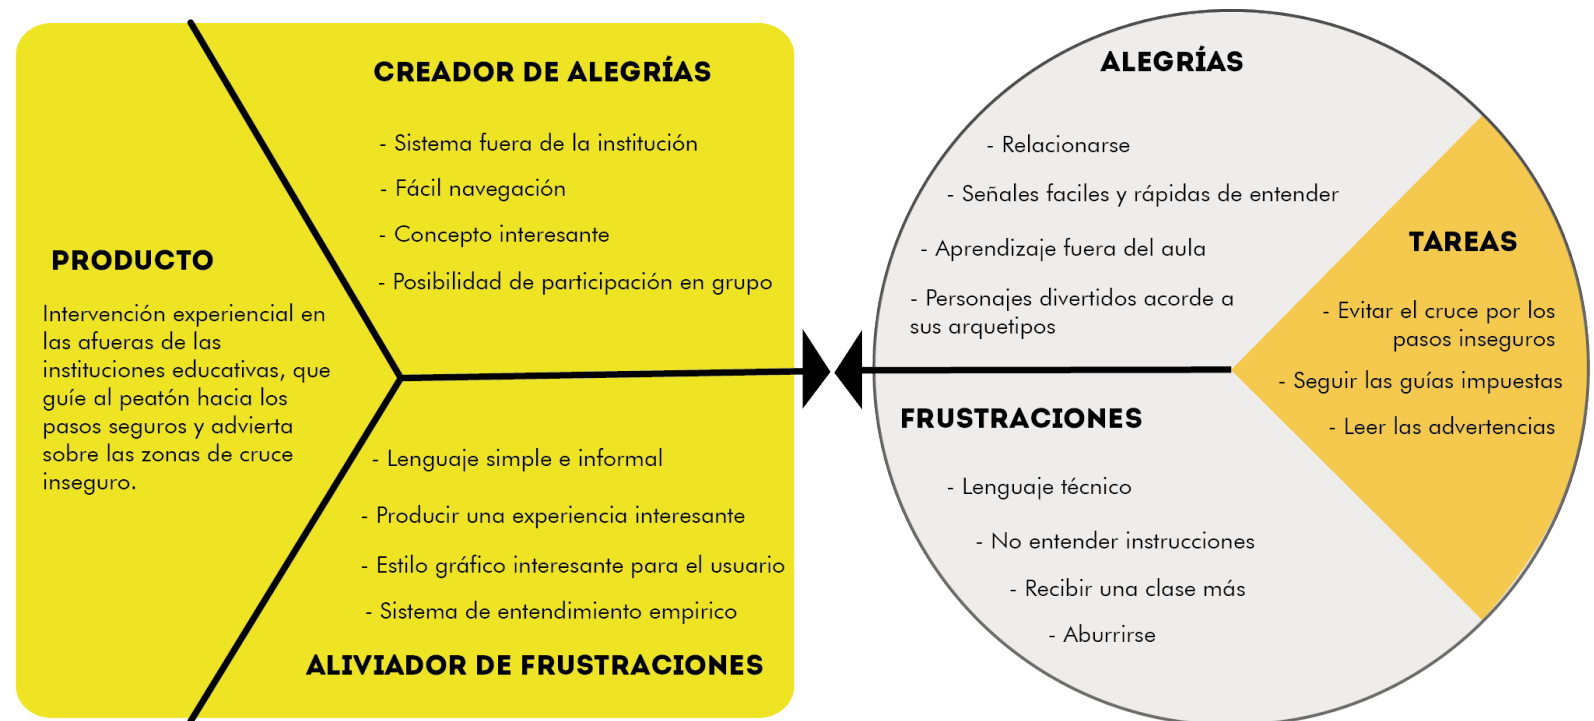 CREADOR DE ALEGRÍAS
- Sistema fuera de la institución
- Fácil navegación
- Concepto interesante
- Posibilidad de participación en grupo
PRODUCTO
Intervención experiencial en
las afueras de las
instituciones educativas, que
guíe al peatón hacia los
pasos seguros y advierta
sobre las zonas de cruce
inseguro.
- Lenguaje simple e informal
- Producir una experiencia interesante
- Estilo gráfico interesante para el usuario
- Sistema de entendimiento empirico
ALIVIADOR DE FRUSTRACIONES
ALEGRÍAS
- Relacionarse
- Señales faciles y rápidas de entender
- Aprendizaje fuera del aula
- Personajes divertidos acorde a
sus arquetipos
TAREAS
- Evitar el cruce por los
pasos inseguros
- Seguir las guías impuestas
- Leer las advertencias
FRUSTRACIONES
- Lenguaje técnico
- No entender instrucciones
- Recibir una clase más
- Aburrirse